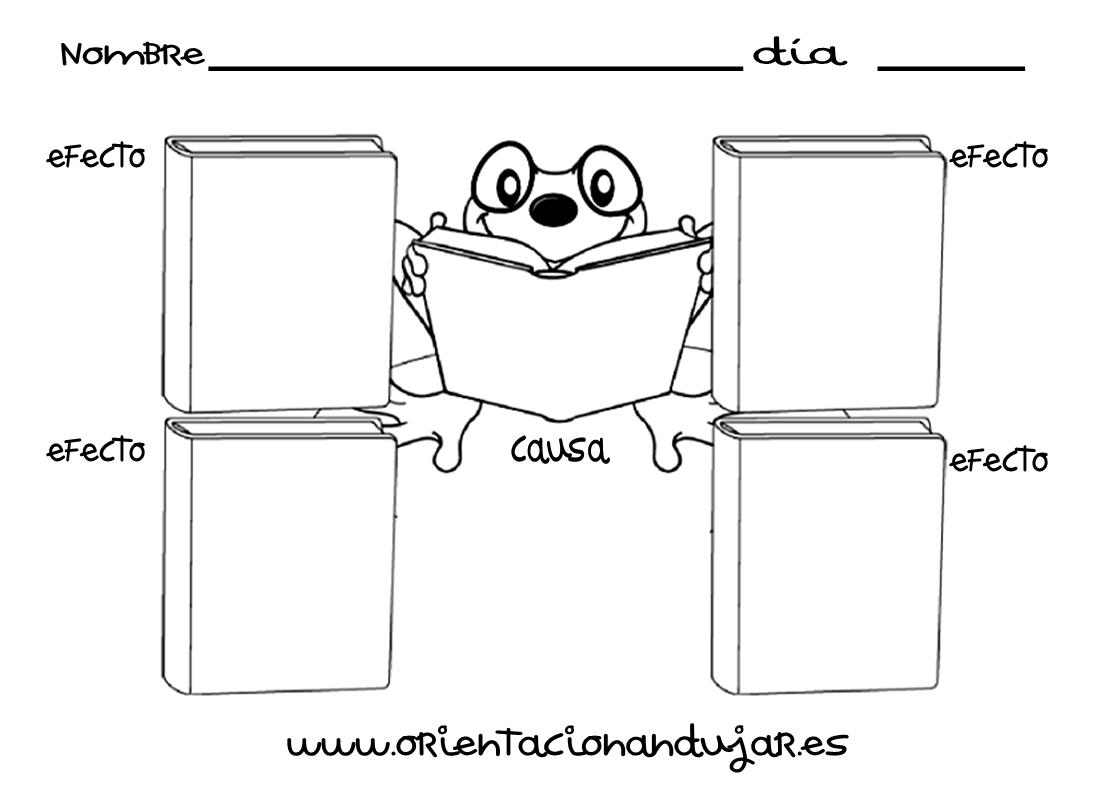 NomBRe día
eFecTo eFecTo
causa
eFecTo eFecTo
www.oRienTacionandujaR.es